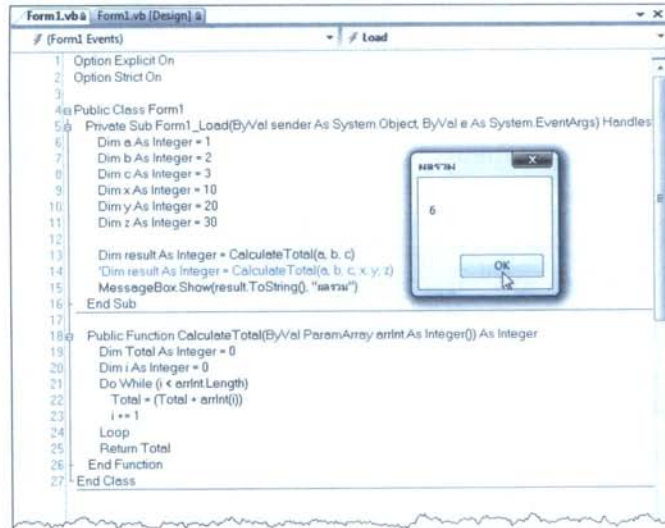 Form1.vb Form1.vb [Design]
(Form1 Events) Load
1 Option Explicit On
2 Option Strict On
3
4 Public Class Form1
5 Private Sub Form1_Load(ByVal sender As System.Object, ByVal e As System.EventArgs) Handles
6 Dim a As Integer = 1
7 Dim b As Integer = 2
8 Dim c As Integer = 3
9 Dim x As Integer = 10
10 Dim y As Integer = 20
11 Dim z As Integer = 30
12
13 Dim result As Integer = CalculateTotal(a, b, c)
14 'Dim result As Integer = CalculateTotal(a, b, c, x, y, z)
15 MessageBox.Show(result.ToString(), "ผลรวม")
16 End Sub
17
18 Public Function CalculateTotal(ByVal ParamArray arrInt As Integer()) As Integer
19 Dim Total As Integer = 0
20 Dim i As Integer = 0
21 Do While (i < arrInt.Length)
22 Total = (Total + arrInt(i))
23 i += 1
24 Loop
25 Return Total
26 End Function
27 End Class
ผลรวม
6
OK